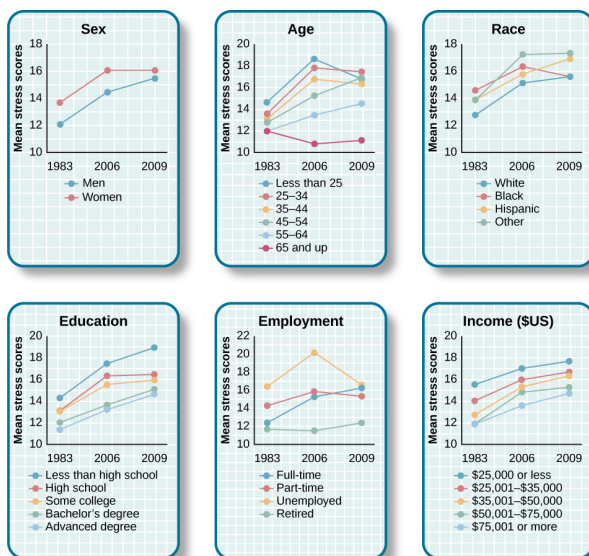 Sex
Mean stress scores
18
16
14
12
10
1983 2006 2009
Men
Women
Age
Mean stress scores
20
18
16
14
12
10
1983 2006 2009
Less than 25
25–34
35–44
45–54
55–64
65 and up
Race
Mean stress scores
18
16
14
12
10
1983 2006 2009
White
Black
Hispanic
Other
Education
Mean stress scores
20
18
16
14
12
10
1983 2006 2009
Less than high school
High school
Some college
Bachelor’s degree
Advanced degree
Employment
Mean stress scores
22
20
18
16
14
12
10
1983 2006 2009
Full-time
Part-time
Unemployed
Retired
Income ($US)
Mean stress scores
20
18
16
14
12
10
1983 2006 2009
$25,000 or less
$25,001–$35,000
$35,001–$50,000
$50,001–$75,000
$75,001 or more